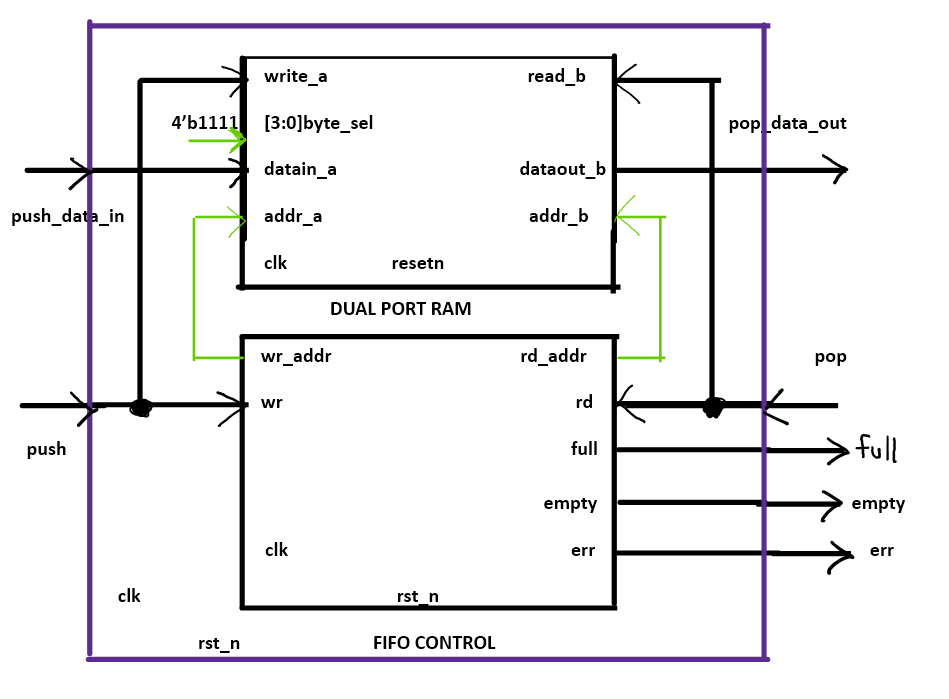 write_a
read_b
4'b1111
[3:0]byte_sel
pop_data_out
datain_a
dataout_b
push_data_in
addr_a
addr_b
clk
resetn
DUAL PORT RAM
wr_addr
rd_addr
pop
wr
rd
push
full
full
empty
empty
clk
err
err
clk
rst_n
rst_n
FIFO CONTROL